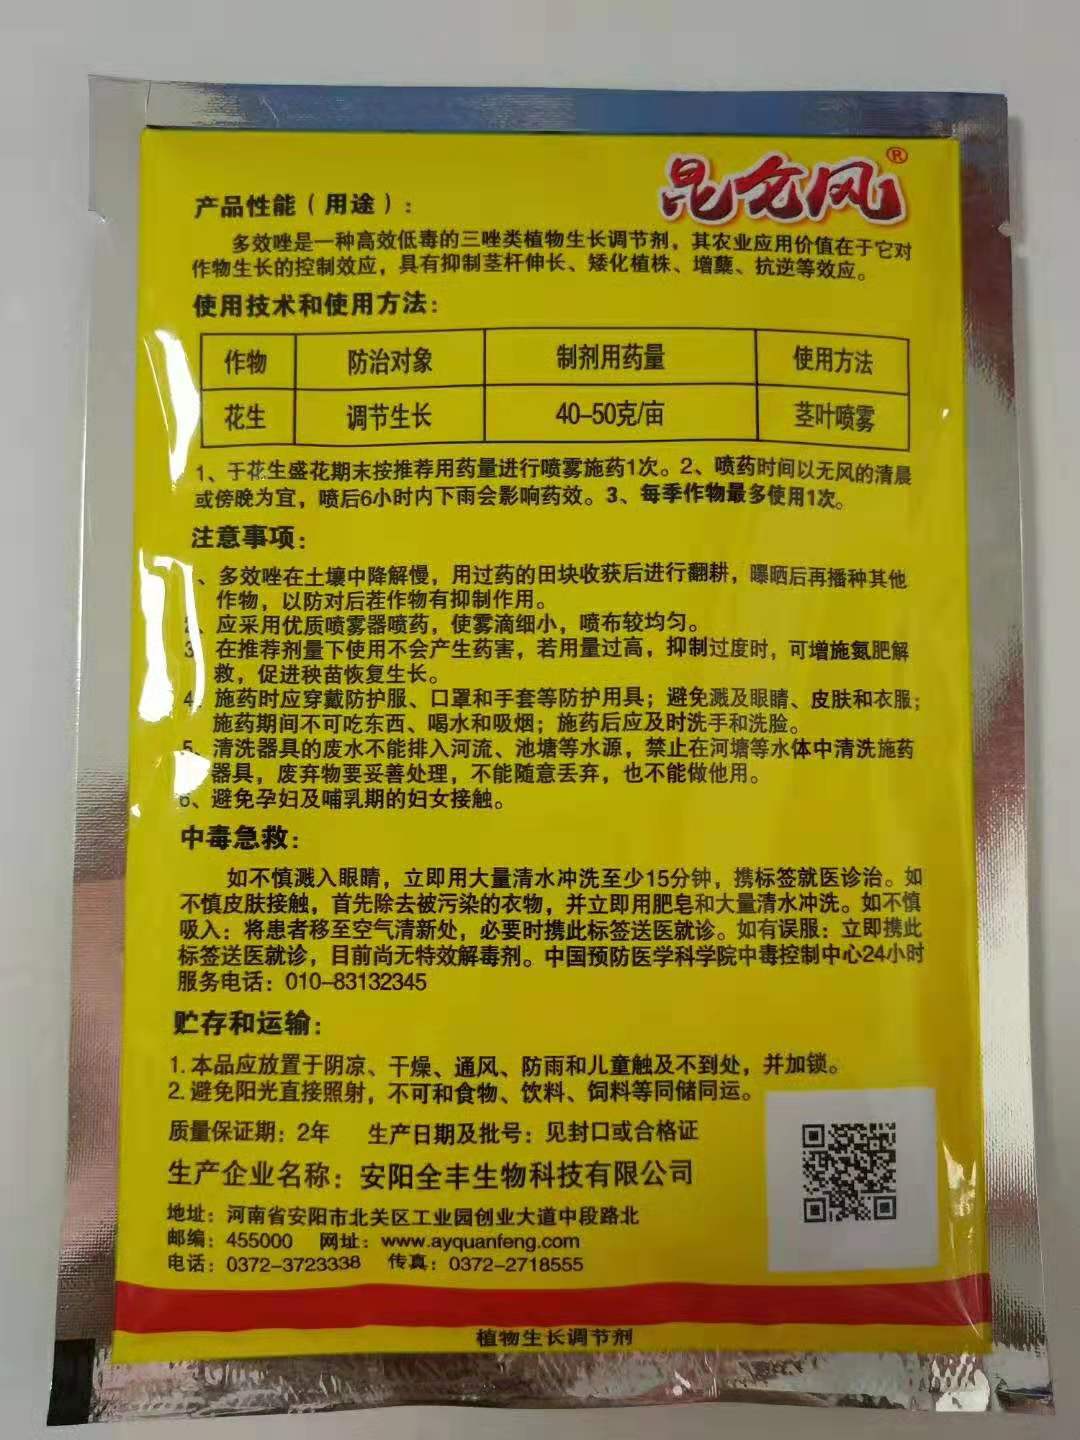 昆仑风®
产品性能（用途）：
多效唑是一种高效低毒的三唑类植物生长调节剂，其农业应用价值在于它对
作物生长的控制效应，具有抑制茎杆伸长、矮化植株、增蘖、抗逆等效应。
使用技术和使用方法：
作物 防治对象 制剂用药量 使用方法
花生 调节生长 40-50克/亩 茎叶喷雾
1、于花生盛花期末按推荐用药量进行喷雾施药1次。2、喷药时间以无风的清晨
或傍晚为宜，喷后6小时内下雨会影响药效。3、每季作物最多使用1次。
注意事项：
、多效唑在土壤中降解慢，用过药的田块收获后进行翻耕，曝晒后再播种其他
作物，以防对后茬作物有抑制作用。
2、应采用优质喷雾器喷药，使雾滴细小，喷布较均匀。
3、在推荐剂量下使用不会产生药害，若用量过高，抑制过度时，可增施氮肥解
救，促进秧苗恢复生长。
4、施药时应穿戴防护服、口罩和手套等防护用具；避免溅及眼睛、皮肤和衣服；
施药期间不可吃东西、喝水和吸烟；施药后应及时洗手和洗脸。
5、清洗器具的废水不能排入河流、池塘等水源，禁止在河塘等水体中清洗施药
器具，废弃物要妥善处理，不能随意丢弃，也不能做他用。
6、避免孕妇及哺乳期的妇女接触。
中毒急救：
如不慎溅入眼睛，立即用大量清水冲洗至少15分钟，携标签就医诊治。如
不慎皮肤接触，首先除去被污染的衣物，并立即用肥皂和大量清水冲洗。如不慎
吸入：将患者移至空气清新处，必要时携此标签送医就诊。如有误服：立即携此
标签送医就诊，目前尚无特效解毒剂。中国预防医学科学院中毒控制中心24小时
服务电话：010-83132345
贮存和运输：
1.本品应放置于阴凉、干燥、通风、防雨和儿童触及不到处，并加锁。
2.避免阳光直接照射，不可和食物、饮料、饲料等同储同运。
质量保证期：2年 生产日期及批号：见封口或合格证
生产企业名称：安阳全丰生物科技有限公司
地址：河南省安阳市北关区工业园创业大道中段路北
邮编：455000 网址：www.ayquanfeng.com
电话：0372-3723338 传真：0372-2718555
植物生长调节剂